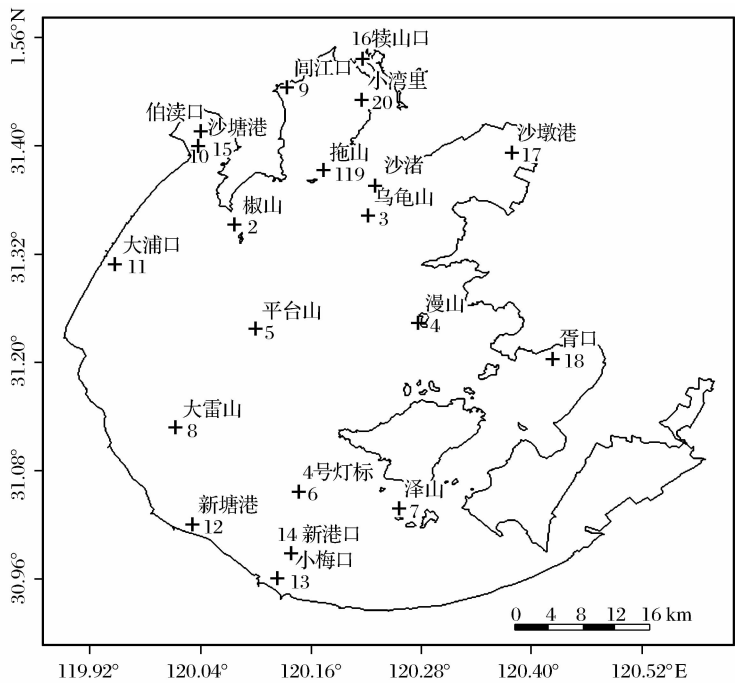 1.56°N
16犊山口
闾江口
9
小湾里
20
伯渎口
沙塘港
15
10
31.40°
拖山
119
沙渚
沙墩港
17
乌龟山
3
椒山
2
31.32°
大浦口
11
漫山
4
平台山
5
胥口
18
31.20°
大雷山
8
31.08°
4号灯标
6
泽山
7
新塘港
12
14 新港口
小梅口
13
30.96°
0 4 8 12 16 km
119.92° 120.04° 120.16° 120.28° 120.40° 120.52°E